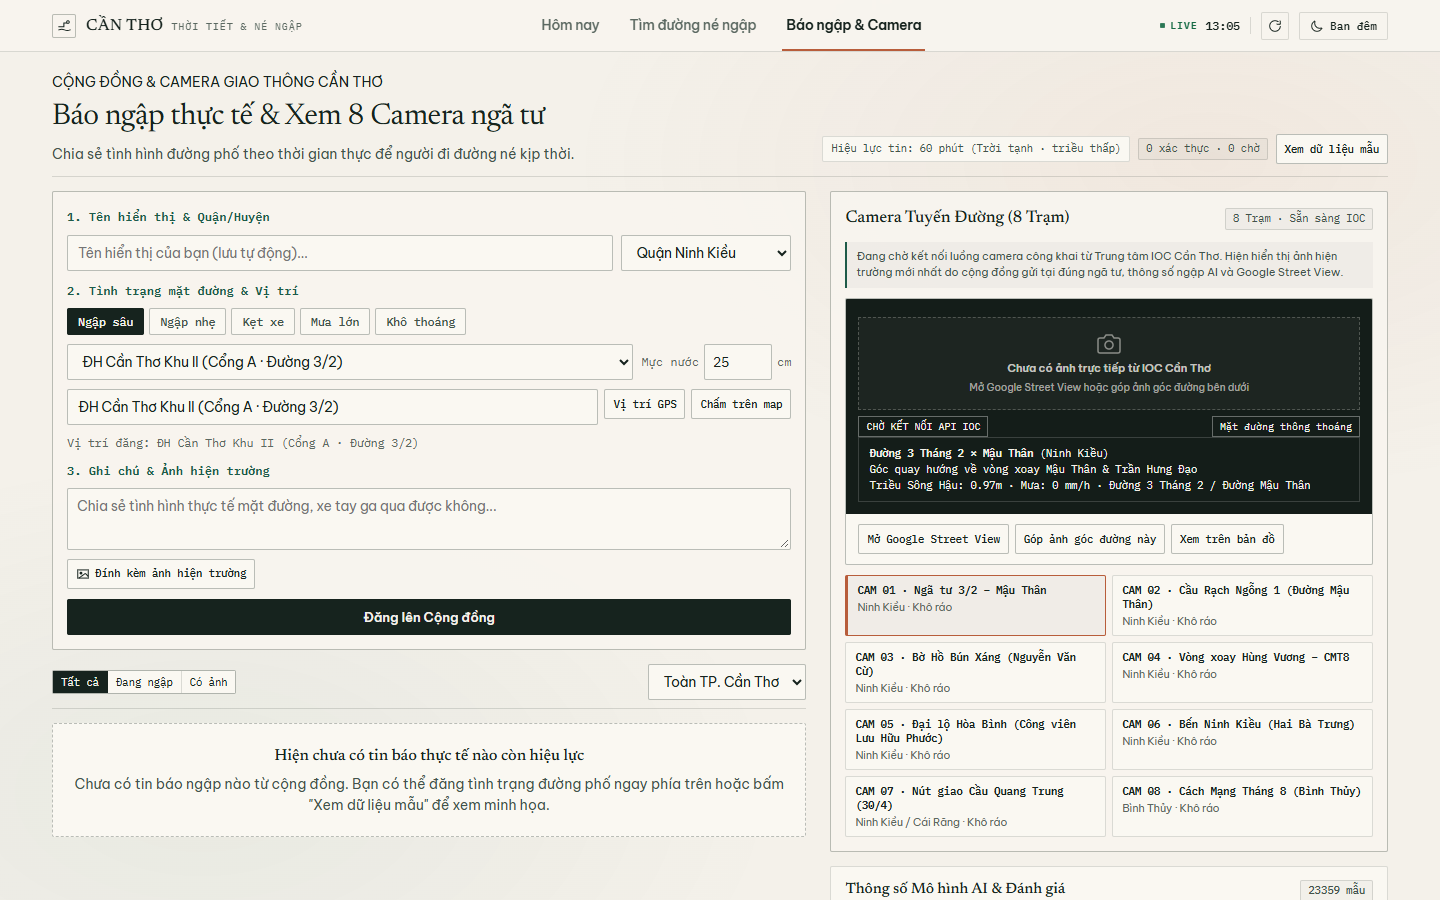 CẦN THƠ THỜI TIẾT & NÉ NGẬP
Hôm nay
Tìm đường né ngập
Báo ngập & Camera
LIVE 13:05
Ban đêm
CỘNG ĐỒNG & CAMERA GIAO THÔNG CẦN THƠ
Báo ngập thực tế & Xem 8 Camera ngã tư
Chia sẻ tình hình đường phố theo thời gian thực để người đi đường né kịp thời.
Hiệu lực tin: 60 phút (Trời tạnh · triều thấp)
0 xác thực · 0 chờ
Xem dữ liệu mẫu
1. Tên hiển thị & Quận/Huyện
Tên hiển thị của bạn (lưu tự động)...
Quận Ninh Kiều
2. Tình trạng mặt đường & Vị trí
Ngập sâu
Ngập nhẹ
Kẹt xe
Mưa lớn
Khô thoáng
ĐH Cần Thơ Khu II (Cổng A · Đường 3/2)
Mực nước
25
cm
ĐH Cần Thơ Khu II (Cổng A · Đường 3/2)
Vị trí GPS
Chấm trên map
Vị trí đăng: ĐH Cần Thơ Khu II (Cổng A · Đường 3/2)
3. Ghi chú & Ảnh hiện trường
Chia sẻ tình hình thực tế mặt đường, xe tay ga qua được không...
Đính kèm ảnh hiện trường
Đăng lên Cộng đồng
Tất cả
Đang ngập
Có ảnh
Toàn TP. Cần Thơ
Hiện chưa có tin báo thực tế nào còn hiệu lực
Chưa có tin báo ngập nào từ cộng đồng. Bạn có thể đăng tình trạng đường phố ngay phía trên hoặc bấm
"Xem dữ liệu mẫu" để xem minh họa.
Camera Tuyến Đường (8 Trạm)
8 Trạm · Sẵn sàng IOC
Đang chờ kết nối luồng camera công khai từ Trung tâm IOC Cần Thơ. Hiện hiển thị ảnh hiện
trường mới nhất do cộng đồng gửi tại đúng ngã tư, thông số ngập AI và Google Street View.
Chưa có ảnh trực tiếp từ IOC Cần Thơ
Mở Google Street View hoặc góp ảnh góc đường bên dưới
CHỜ KẾT NỐI API IOC
Mặt đường thông thoáng
Đường 3 Tháng 2 × Mậu Thân (Ninh Kiều)
Góc quay hướng về vòng xoay Mậu Thân & Trần Hưng Đạo
Triều Sông Hậu: 0.97m · Mưa: 0 mm/h · Đường 3 Tháng 2 / Đường Mậu Thân
Mở Google Street View
Góp ảnh góc đường này
Xem trên bản đồ
CAM 01 · Ngã tư 3/2 – Mậu Thân
Ninh Kiều · Khô ráo
CAM 02 · Cầu Rạch Ngỗng 1 (Đường Mậu
Thân)
Ninh Kiều · Khô ráo
CAM 03 · Bờ Hồ Bún Xáng (Nguyễn Văn
Cừ)
Ninh Kiều · Khô ráo
CAM 04 · Vòng xoay Hùng Vương – CMT8
Ninh Kiều · Khô ráo
CAM 05 · Đại lộ Hòa Bình (Công viên
Lưu Hữu Phước)
Ninh Kiều · Khô ráo
CAM 06 · Bến Ninh Kiều (Hai Bà Trưng)
Ninh Kiều · Khô ráo
CAM 07 · Nút giao Cầu Quang Trung
(30/4)
Ninh Kiều / Cái Răng · Khô ráo
CAM 08 · Cách Mạng Tháng 8 (Bình Thủy)
Bình Thủy · Khô ráo
Thông số Mô hình AI & Đánh giá
23359 mẫu